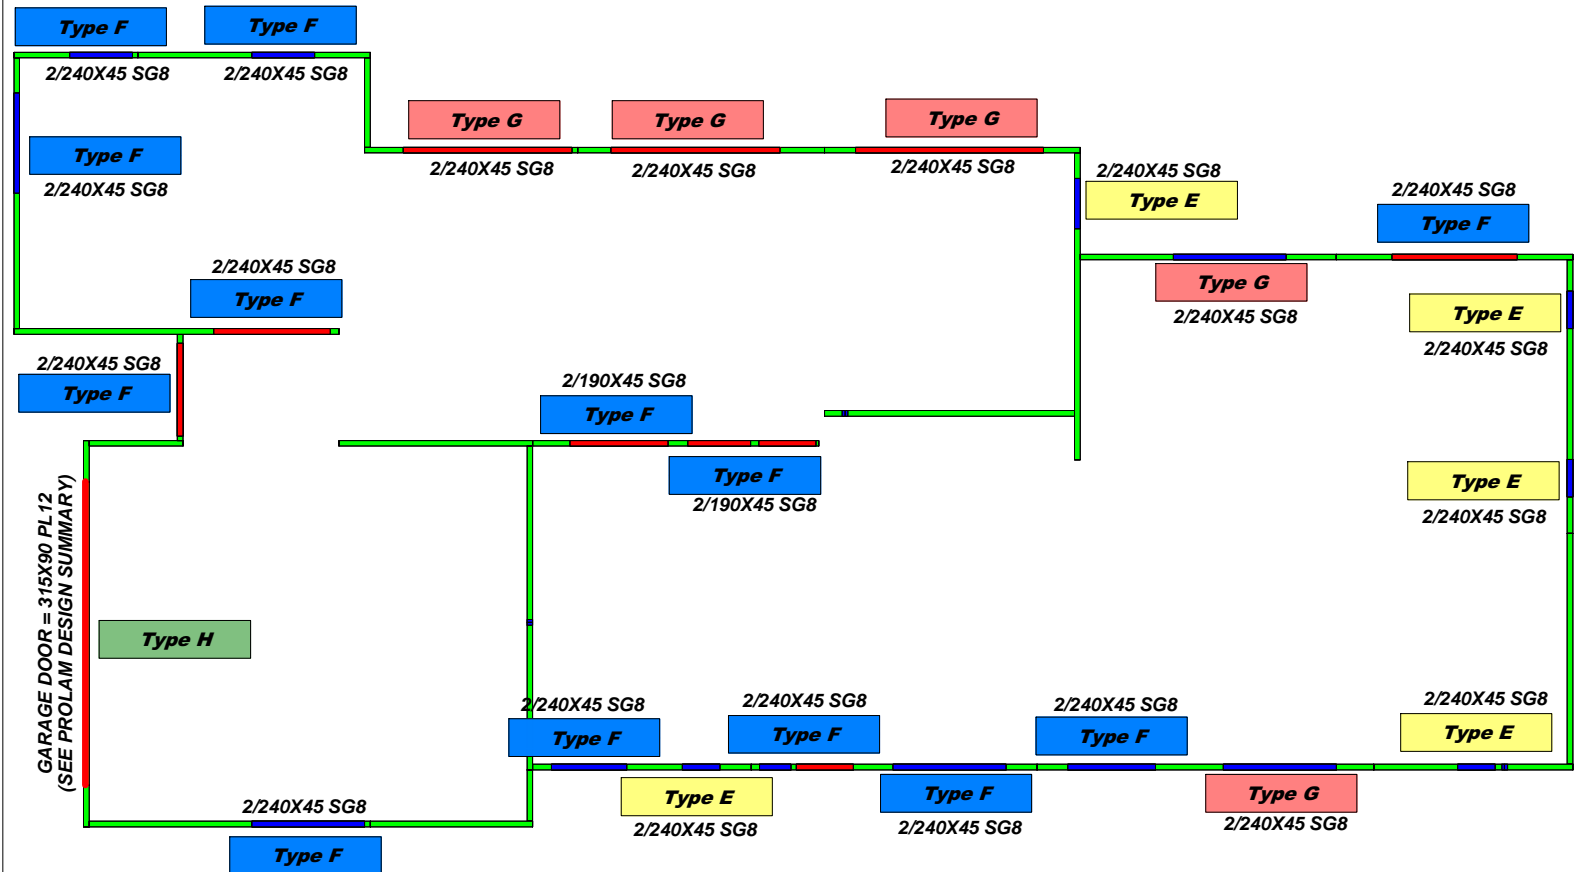 Type F
Type F
2/240X45 SG8
2/240X45 SG8
Type G
Type G
Type G
2/240X45 SG8
2/240X45 SG8
2/240X45 SG8
Type F
2/240X45 SG8
2/240X45 SG8
Type E
2/240X45 SG8
Type F
2/240X45 SG8
Type F
Type G
2/240X45 SG8
Type E
2/240X45 SG8
2/240X45 SG8
Type F
2/190X45 SG8
Type F
Type F
2/190X45 SG8
Type E
2/240X45 SG8
GARAGE DOOR = 315X90 PL12
(SEE PROLAM DESIGN SUMMARY)
Type H
2/240X45 SG8
Type F
2/240X45 SG8
Type F
2/240X45 SG8
Type F
2/240X45 SG8
Type E
Type E
2/240X45 SG8
Type F
2/240X45 SG8
Type G
2/240X45 SG8
2/240X45 SG8
Type F